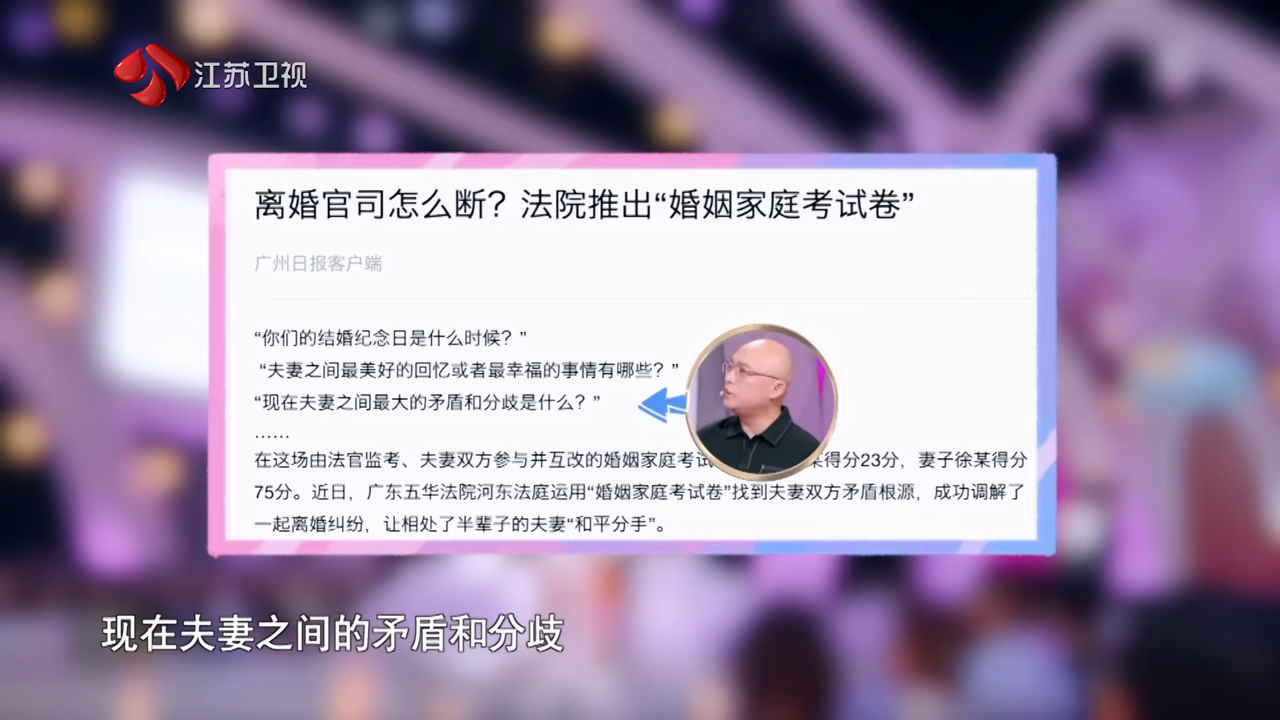 江苏卫视
离婚官司怎么断？法院推出“婚姻家庭考试卷”
广州日报客户端
“你们的结婚纪念日是什么时候？”
“夫妻之间最美好的回忆或者最幸福的事情有哪些？”
“现在夫妻之间最大的矛盾和分歧是什么？”
……
在这场由法官监考、夫妻双方参与并互改的婚姻家庭考试 某得分23分，妻子徐某得分
75分。近日，广东五华法院河东法庭运用“婚姻家庭考试卷”找到夫妻双方矛盾根源，成功调解了
一起离婚纠纷，让相处了半辈子的夫妻“和平分手”。
现在夫妻之间的矛盾和分歧